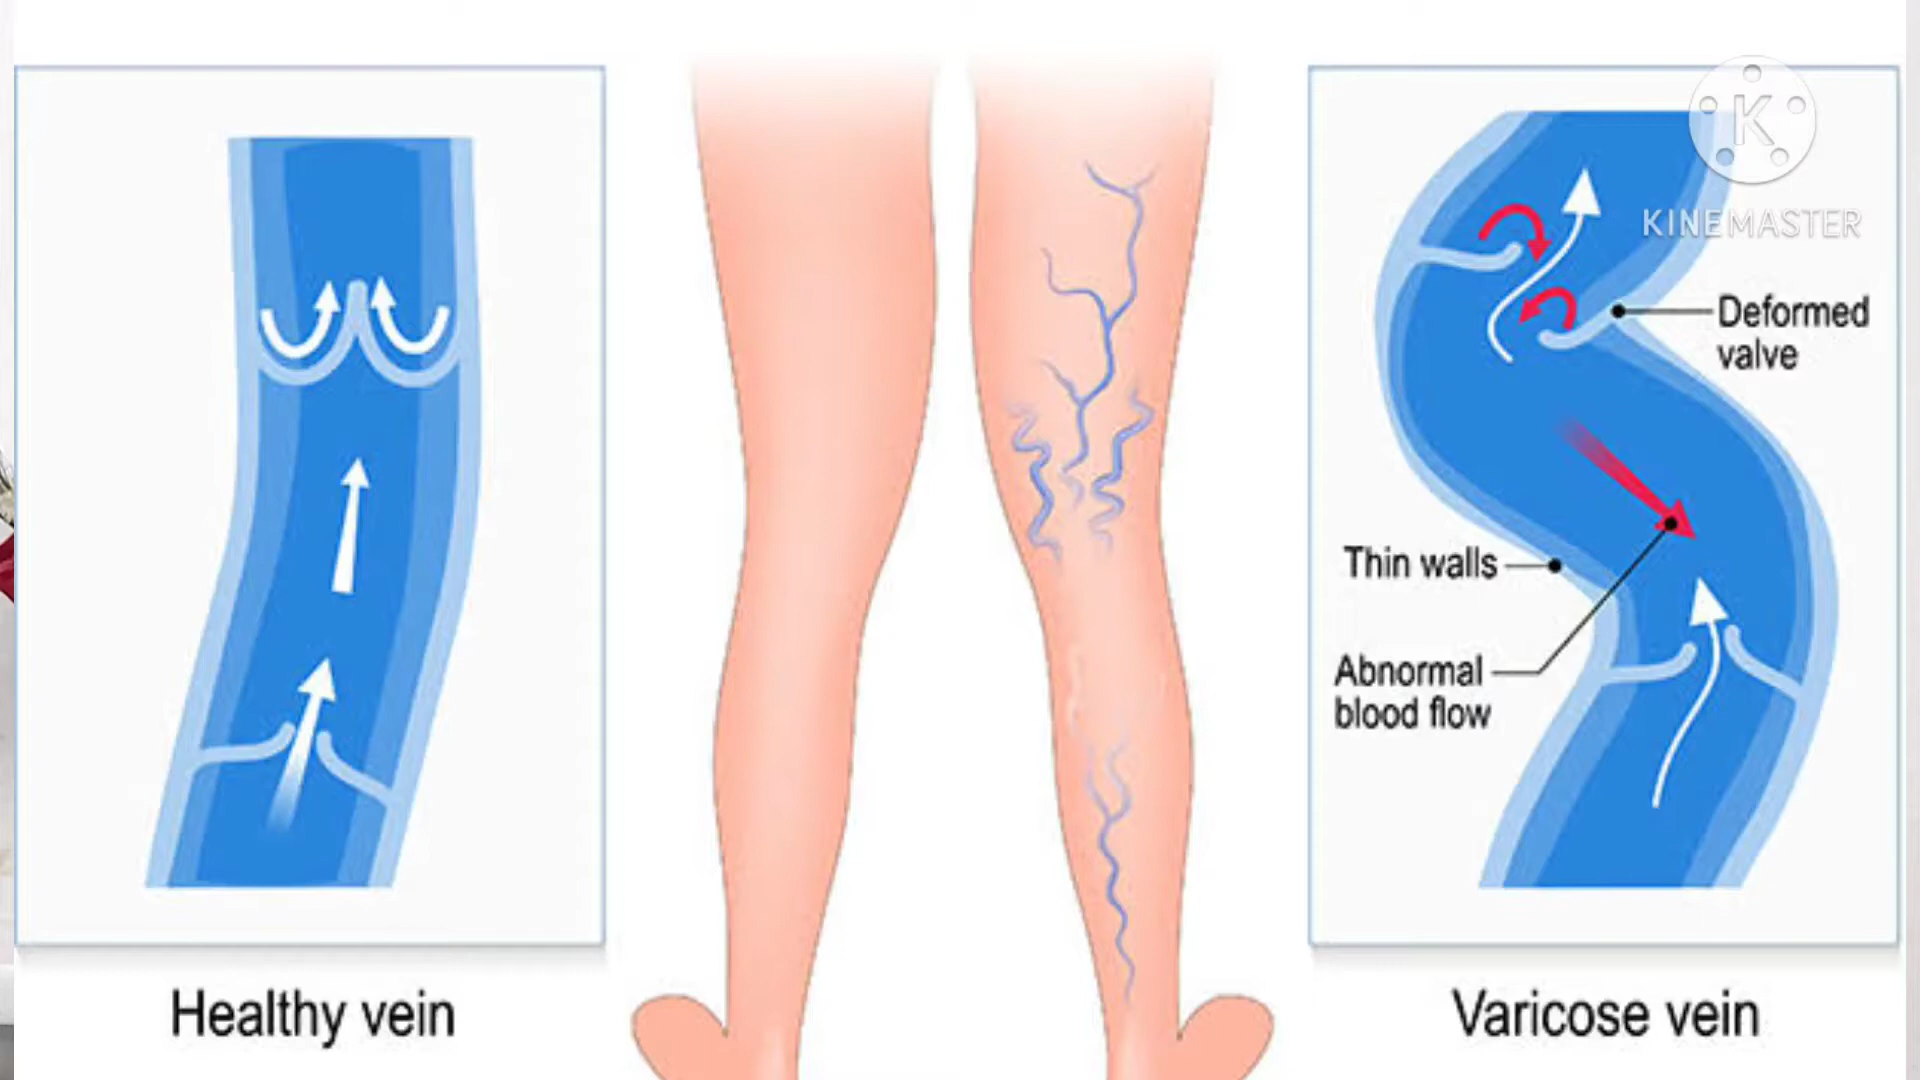 K
KINEMASTER
Deformed
valve
Thin walls
Abnormal
blood flow
Healthy vein
Varicose vein